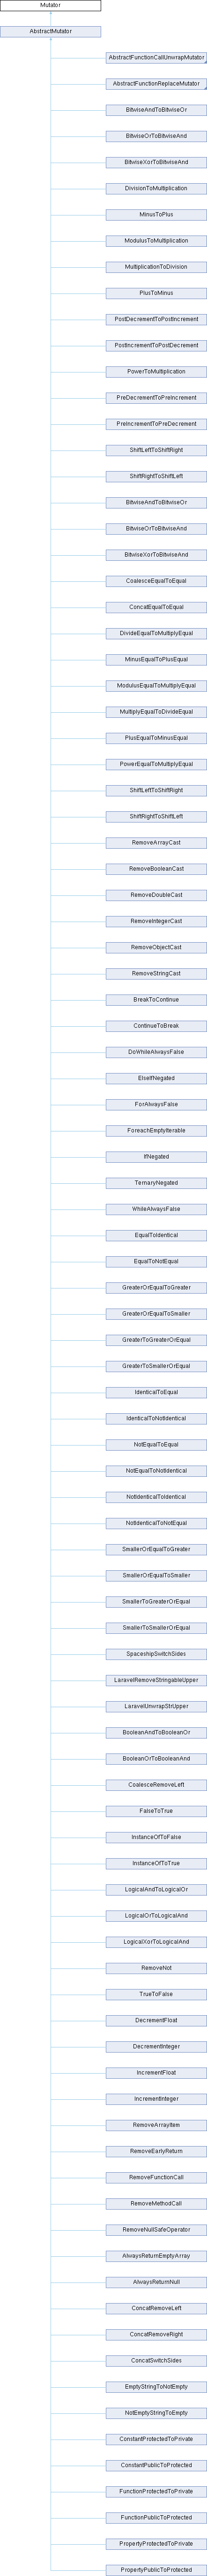 Mutator
AbstractMutator
AbstractFunctionCallUnwrapMutator
AbstractFunctionReplaceMutator
BitwiseAndToBitwiseOr
BitwiseOrToBitwiseAnd
BitwiseXorToBitwiseAnd
DivisionToMultiplication
MinusToPlus
ModulusToMultiplication
MultiplicationToDivision
PlusToMinus
PostDecrementToPostIncrement
PostIncrementToPostDecrement
PowerToMultiplication
PreDecrementToPreIncrement
PreIncrementToPreDecrement
ShiftLeftToShiftRight
ShiftRightToShiftLeft
BitwiseAndToBitwiseOr
BitwiseOrToBitwiseAnd
BitwiseXorToBitwiseAnd
CoalesceEqualToEqual
ConcatEqualToEqual
DivideEqualToMultiplyEqual
MinusEqualToPlusEqual
ModulusEqualToMultiplyEqual
MultiplyEqualToDivideEqual
PlusEqualToMinusEqual
PowerEqualToMultiplyEqual
ShiftLeftToShiftRight
ShiftRightToShiftLeft
RemoveArrayCast
RemoveBooleanCast
RemoveDoubleCast
RemoveIntegerCast
RemoveObjectCast
RemoveStringCast
BreakToContinue
ContinueToBreak
DoWhileAlwaysFalse
ElseIfNegated
ForAlwaysFalse
ForeachEmptyIterable
IfNegated
TernaryNegated
WhileAlwaysFalse
EqualToIdentical
EqualToNotEqual
GreaterOrEqualToGreater
GreaterOrEqualToSmaller
GreaterToGreaterOrEqual
GreaterToSmallerOrEqual
IdenticalToEqual
IdenticalToNotIdentical
NotEqualToEqual
NotEqualToNotIdentical
NotIdenticalToIdentical
NotIdenticalToNotEqual
SmallerOrEqualToGreater
SmallerOrEqualToSmaller
SmallerToGreaterOrEqual
SmallerToSmallerOrEqual
SpaceshipSwitchSides
LaravelRemoveStringableUpper
LaravelUnwrapStrUpper
BooleanAndToBooleanOr
BooleanOrToBooleanAnd
CoalesceRemoveLeft
FalseToTrue
InstanceOfToFalse
InstanceOfToTrue
LogicalAndToLogicalOr
LogicalOrToLogicalAnd
LogicalXorToLogicalAnd
RemoveNot
TrueToFalse
DecrementFloat
DecrementInteger
IncrementFloat
IncrementInteger
RemoveArrayItem
RemoveEarlyReturn
RemoveFunctionCall
RemoveMethodCall
RemoveNullSafeOperator
AlwaysReturnEmptyArray
AlwaysReturnNull
ConcatRemoveLeft
ConcatRemoveRight
ConcatSwitchSides
EmptyStringToNotEmpty
NotEmptyStringToEmpty
ConstantProtectedToPrivate
ConstantPublicToProtected
FunctionProtectedToPrivate
FunctionPublicToProtected
PropertyProtectedToPrivate
PropertyPublicToProtected